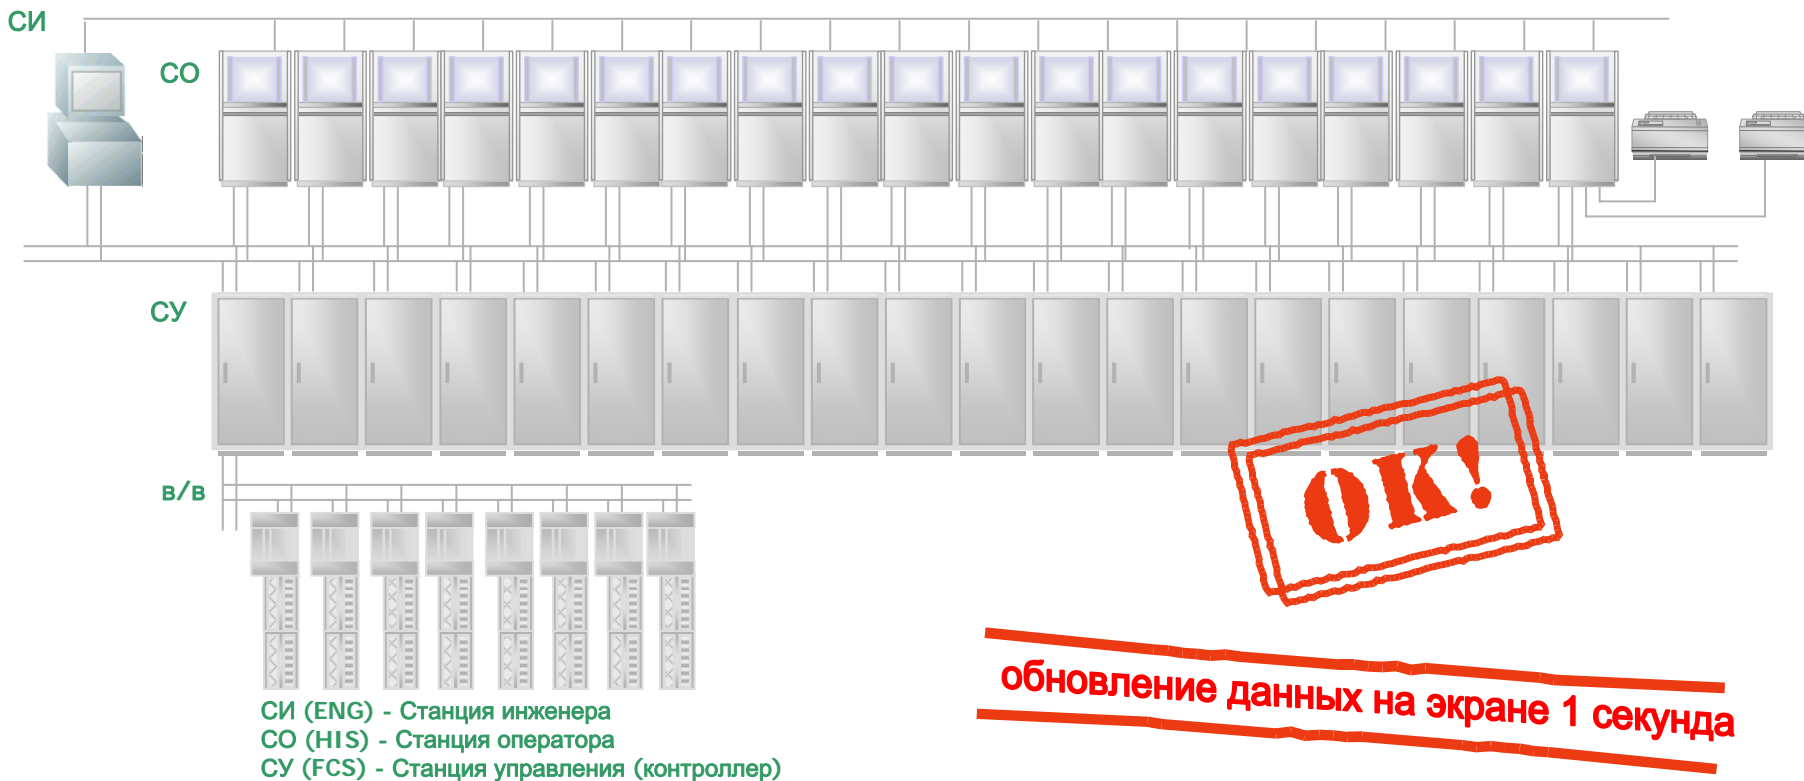 СИ
СО
СУ
в/в
OK!
обновление данных на экране 1 секунда
СИ (ENG) - Станция инженера
СО (HIS) - Станция оператора
СУ (FCS) - Станция управления (контроллер)